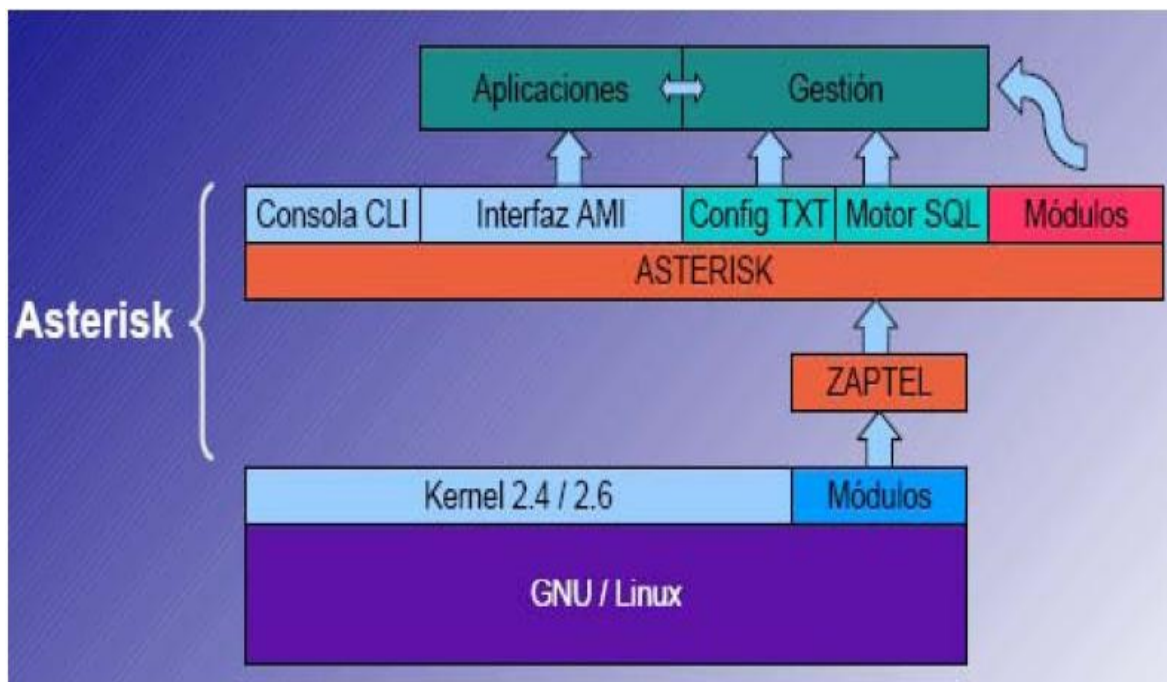 Aplicaciones Gestión
Consola CLI Interfaz AMI Config TXT Motor SQL Módulos
ASTERISK
Asterisk
ZAPTEL
Kernel 2.4 / 2.6 Módulos
GNU / Linux